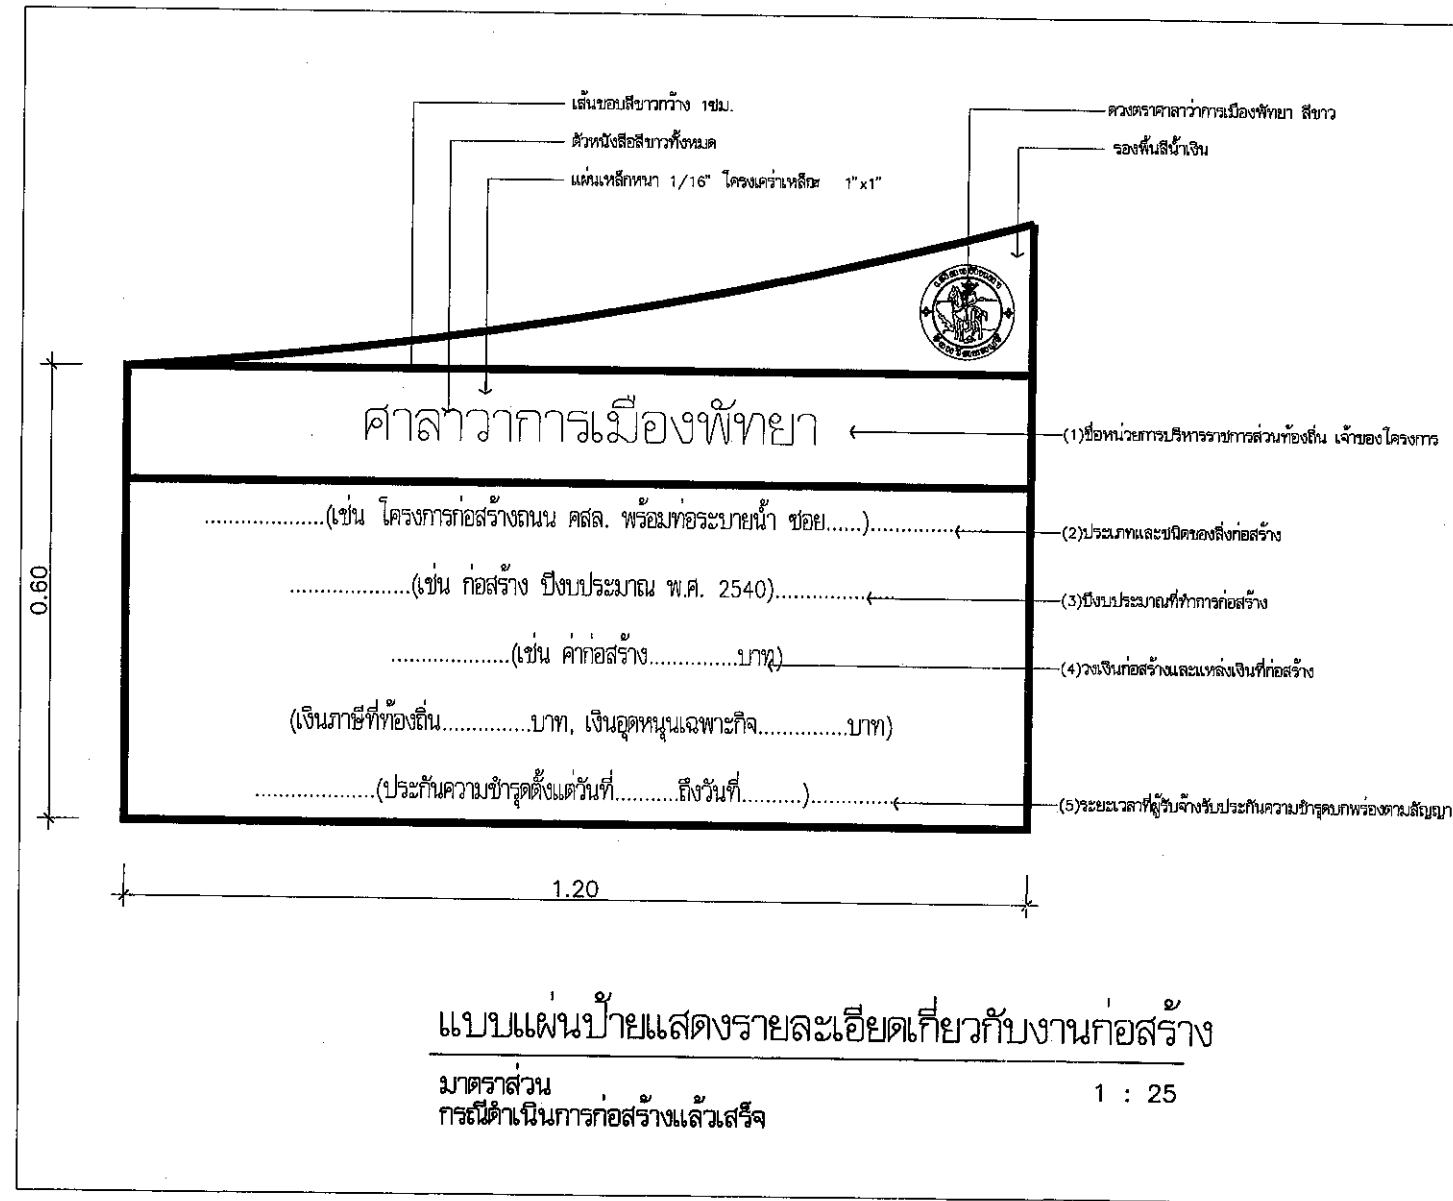 เส้นขอบสีขาวกว้าง 1ซม.
ตัวหนังสือสีขาวทั้งหมด
แผ่นเหล็กหนา 1/16" โครงเคร่าเหล็ก 1"x1"
ดวงตราศาลาว่าการเมืองพัทยา สีขาว
รองพื้นสีน้ำเงิน
ศาลาวาการเมืองพัทยา
(1)ชื่อหน่วยการบริหารราชการส่วนท้องถิ่น เจ้าของโครงการ
....................(เช่น โครงการก่อสร้างถนน คสล. พร้อมท่อระบายน้ำ ซอย......)..............
(2)ประเภทและชนิดของสิ่งก่อสร้าง
....................(เช่น ก่อสร้าง ปีงบประมาณ พ.ศ. 2540)....................
(3)ปีงบประมาณที่ทำการก่อสร้าง
....................(เช่น ค่าก่อสร้าง...............บาท)
(4)วงเงินก่อสร้างและแหล่งเงินที่ก่อสร้าง
(เงินภาษีที่ท้องถิ่น...............บาท, เงินอุดหนุนเฉพาะกิจ...............บาท)
....................(ประกันความชำรุดตั้งแต่วันที่...........ถึงวันที่..........)...............
(5)ระยะเวลาที่ผู้รับจ้างรับประกันความชำรุดบกพร่องตามสัญญา
0.60
1.20
แบบแผ่นป้ายแสดงรายละเอียดเกี่ยวกับงานก่อสร้าง
มาตราส่วน 1 : 25
กรณีดำเนินการก่อสร้างแล้วเสร็จ